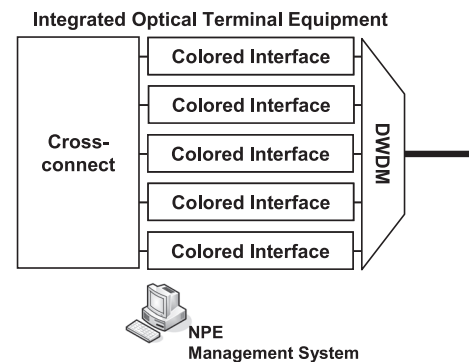 Integrated Optical Terminal Equipment
Colored Interface
Colored Interface
Cross-
connect
Colored Interface
Colored Interface
Colored Interface
DWDM
NPE
Management System